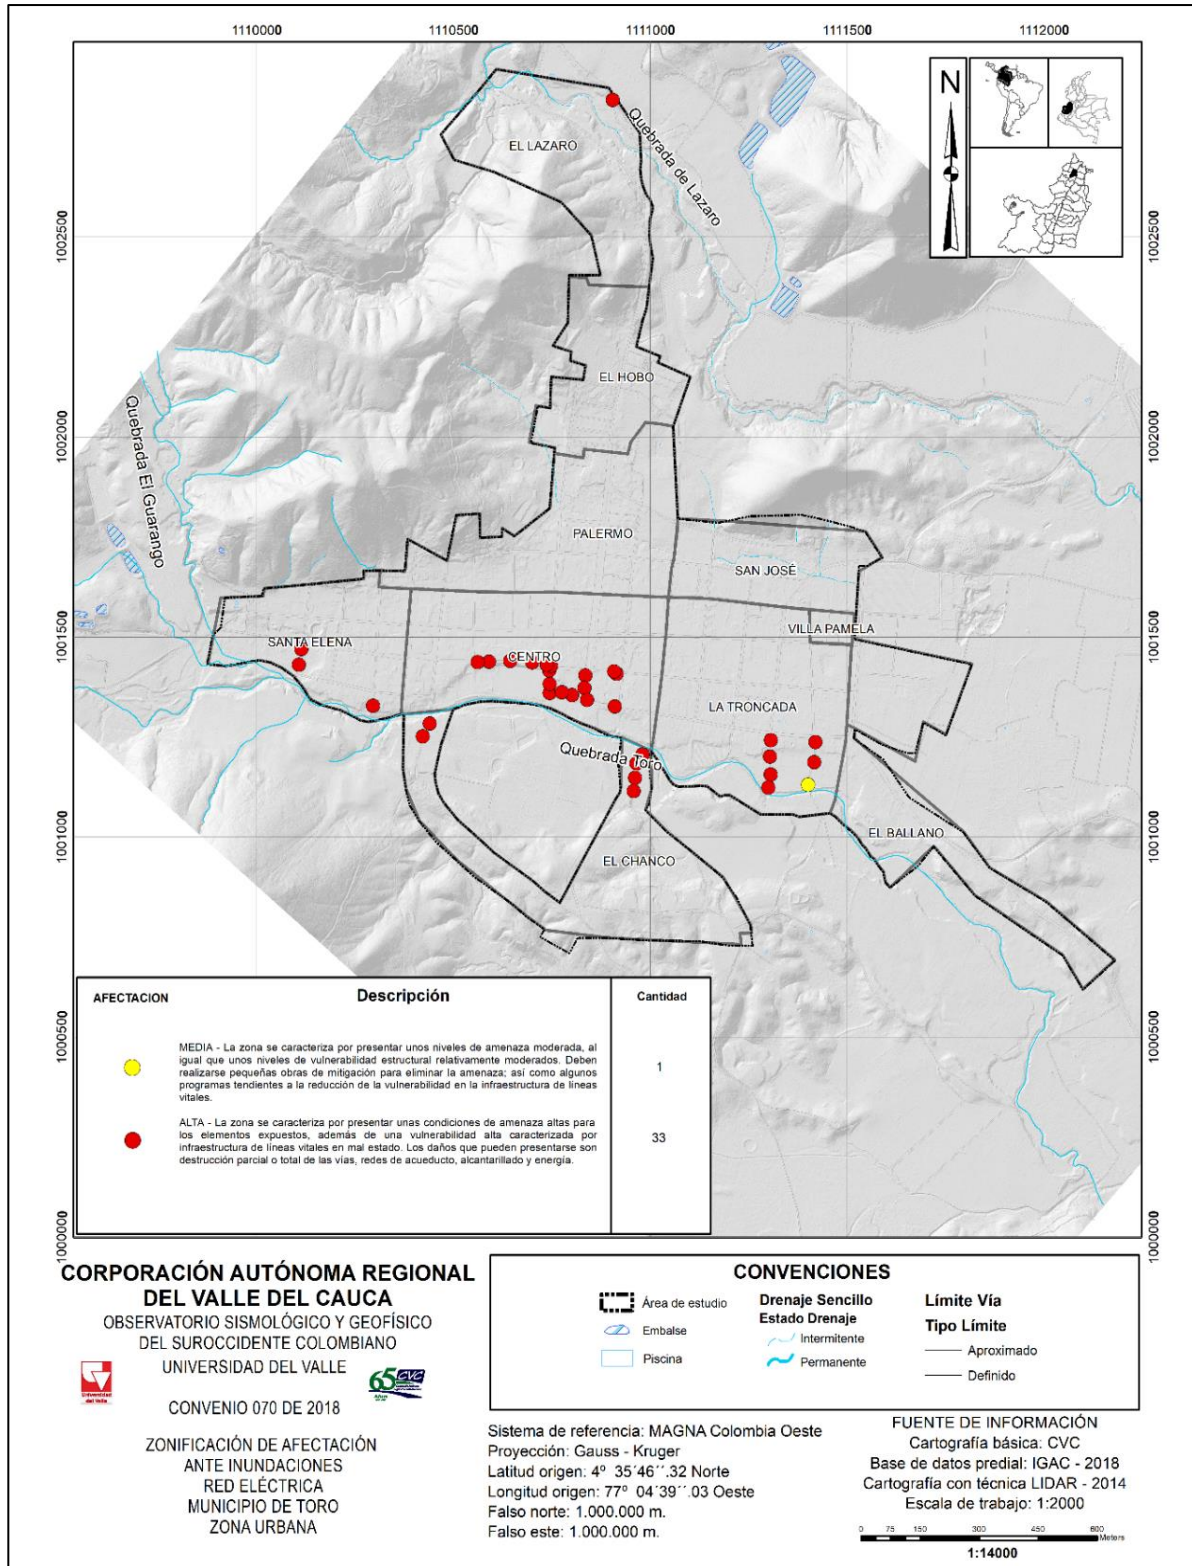 1110000
1110500
1111000
1111500
1112000
1002500
1002000
1001500
1001000
1000500
1000000
1002500
1002000
1001500
1001000
1000500
1000000
N
EL LAZARO
Quebrada de Lazaro
EL HOBO
Quebrada El Guarango
PALERMO
SAN JOSÉ
VILLA PAMELA
SANTA ELENA
CENTRO
LA TRONCADA
Quebrada Toro
EL BALLANO
EL CHANCO
AFECTACION
Descripción
Cantidad
MEDIA - La zona se caracteriza por presentar unos niveles de amenaza moderada, al
igual que unos niveles de vulnerabilidad estructural relativamente moderados. Deben
realizarse pequeñas obras de mitigación para eliminar la amenaza; así como algunos
programas tendientes a la reducción de la vulnerabilidad en la infraestructura de líneas
vitales.
1
ALTA - La zona se caracteriza por presentar unas condiciones de amenaza altas para
los elementos expuestos, además de una vulnerabilidad alta caracterizada por
infraestructura de líneas vitales en mal estado. Los daños que pueden presentarse son
destrucción parcial o total de las vías, redes de acueducto, alcantarillado y energía.
33
CORPORACIÓN AUTÓNOMA REGIONAL
DEL VALLE DEL CAUCA
OBSERVATORIO SISMOLÓGICO Y GEOFÍSICO
DEL SUROCCIDENTE COLOMBIANO
UNIVERSIDAD DEL VALLE
Universidad
del Valle
65 CVC
CONVENIO 070 DE 2018
ZONIFICACIÓN DE AFECTACIÓN
ANTE INUNDACIONES
RED ELÉCTRICA
MUNICIPIO DE TORO
ZONA URBANA
CONVENCIONES
Área de estudio
Embalse
Piscina
Drenaje Sencillo
Estado Drenaje
Intermitente
Permanente
Límite Vía
Tipo Límite
Aproximado
Definido
Sistema de referencia: MAGNA Colombia Oeste
Proyección: Gauss - Kruger
Latitud origen: 4º 35´46´´.32 Norte
Longitud origen: 77º 04´39´´.03 Oeste
Falso norte: 1.000.000 m.
Falso este: 1.000.000 m.
FUENTE DE INFORMACIÓN
Cartografía básica: CVC
Base de datos predial: IGAC - 2018
Cartografía con técnica LIDAR - 2014
Escala de trabajo: 1:2000
0 75 150 300 450 600
Meters
1:14000